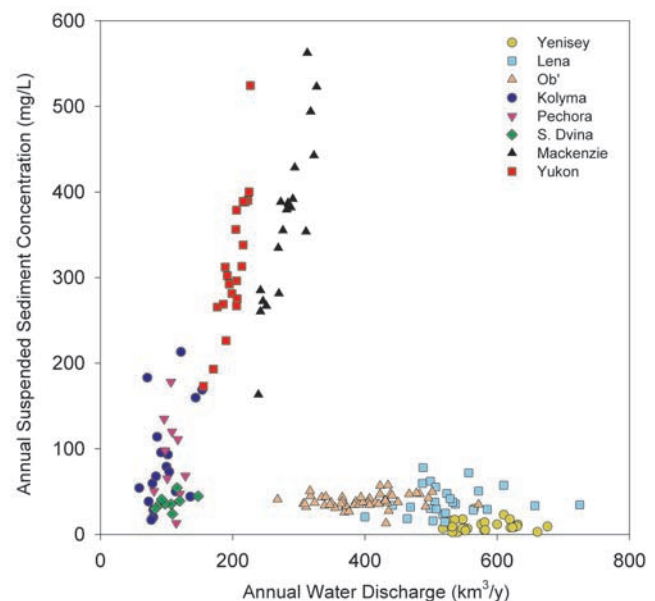 600
500
400
300
200
100
0
Annual Suspended Sediment Concentration (mg/L)
Yenisey
Lena
Ob'
Kolyma
Pechora
S. Dvina
Mackenzie
Yukon
0 200 400 600 800
Annual Water Discharge (km³/y)